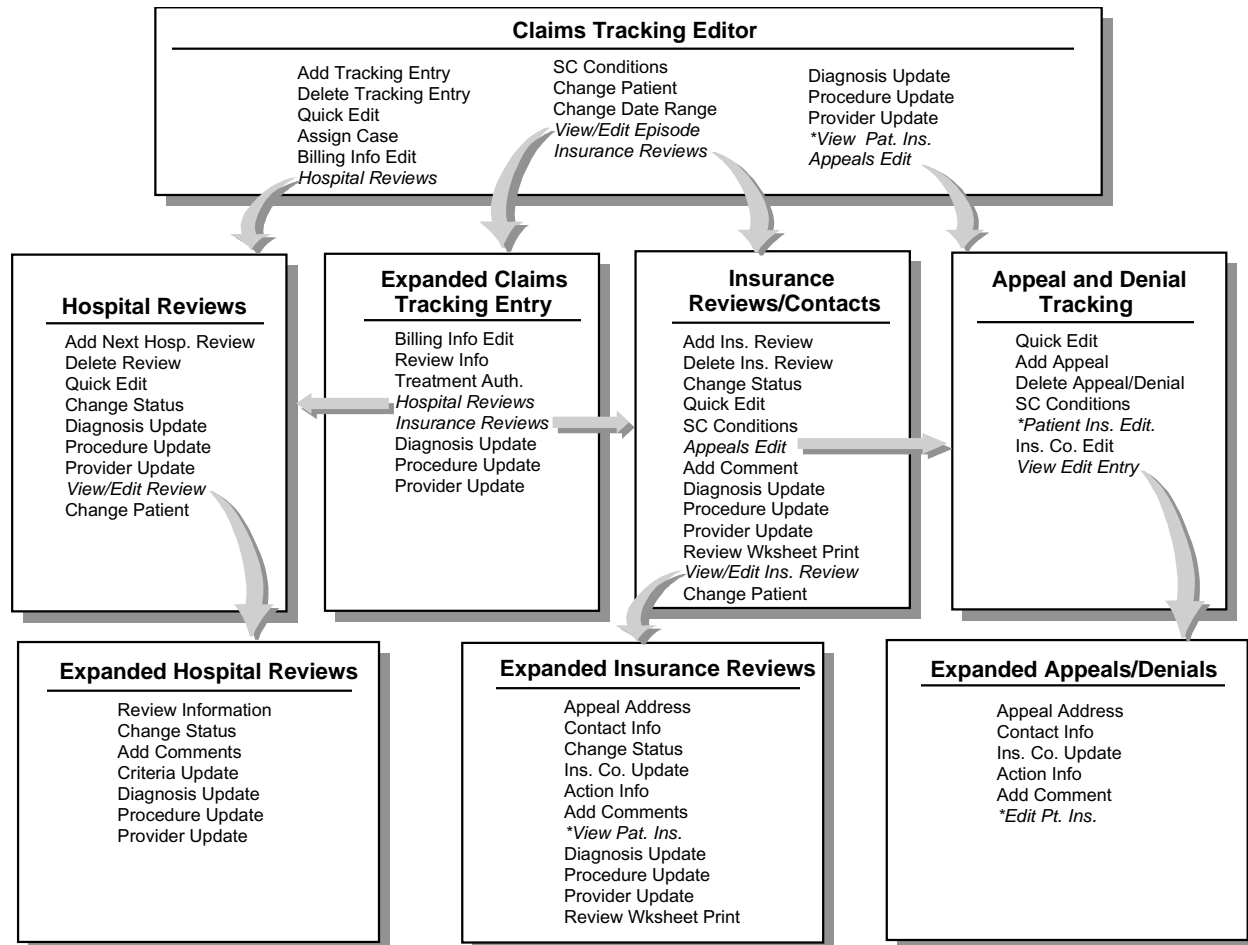 Claims Tracking Editor
Add Tracking Entry
Delete Tracking Entry
Quick Edit
Assign Case
Billing Info Edit
Hospital Reviews
SC Conditions
Change Patient
Change Date Range
View/Edit Episode
Insurance Reviews
Diagnosis Update
Procedure Update
Provider Update
*View Pat. Ins.
Appeals Edit
Hospital Reviews
Add Next Hosp. Review
Delete Review
Quick Edit
Change Status
Diagnosis Update
Procedure Update
Provider Update
View/Edit Review
Change Patient
Expanded Claims
Tracking Entry
Billing Info Edit
Review Info
Treatment Auth.
Hospital Reviews
Insurance Reviews
Diagnosis Update
Procedure Update
Provider Update
Insurance
Reviews/Contacts
Add Ins. Review
Delete Ins. Review
Change Status
Quick Edit
SC Conditions
Appeals Edit
Add Comment
Diagnosis Update
Procedure Update
Provider Update
Review Wksheet Print
View/Edit Ins. Review
Change Patient
Appeal and Denial
Tracking
Quick Edit
Add Appeal
Delete Appeal/Denial
SC Conditions
*Patient Ins. Edit.
Ins. Co. Edit
View Edit Entry
Expanded Hospital Reviews
Review Information
Change Status
Add Comments
Criteria Update
Diagnosis Update
Procedure Update
Provider Update
Expanded Insurance Reviews
Appeal Address
Contact Info
Change Status
Ins. Co. Update
Action Info
Add Comments
*View Pat. Ins.
Diagnosis Update
Procedure Update
Provider Update
Review Wksheet Print
Expanded Appeals/Denials
Appeal Address
Contact Info
Ins. Co. Update
Action Info
Add Comment
*Edit Pt. Ins.